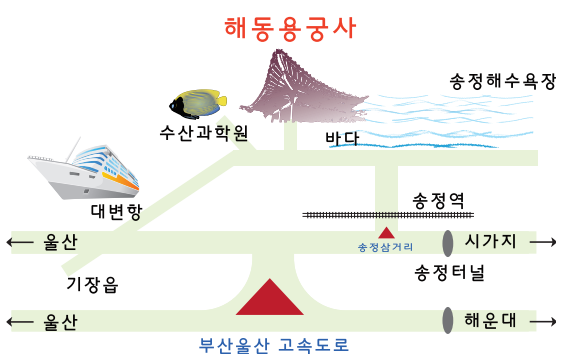 해동용궁사
송정해수욕장
수산과학원
바다
대변항
송정역
울산
송정삼거리
시가지
기장읍
송정터널
울산
해운대
부산울산 고속도로